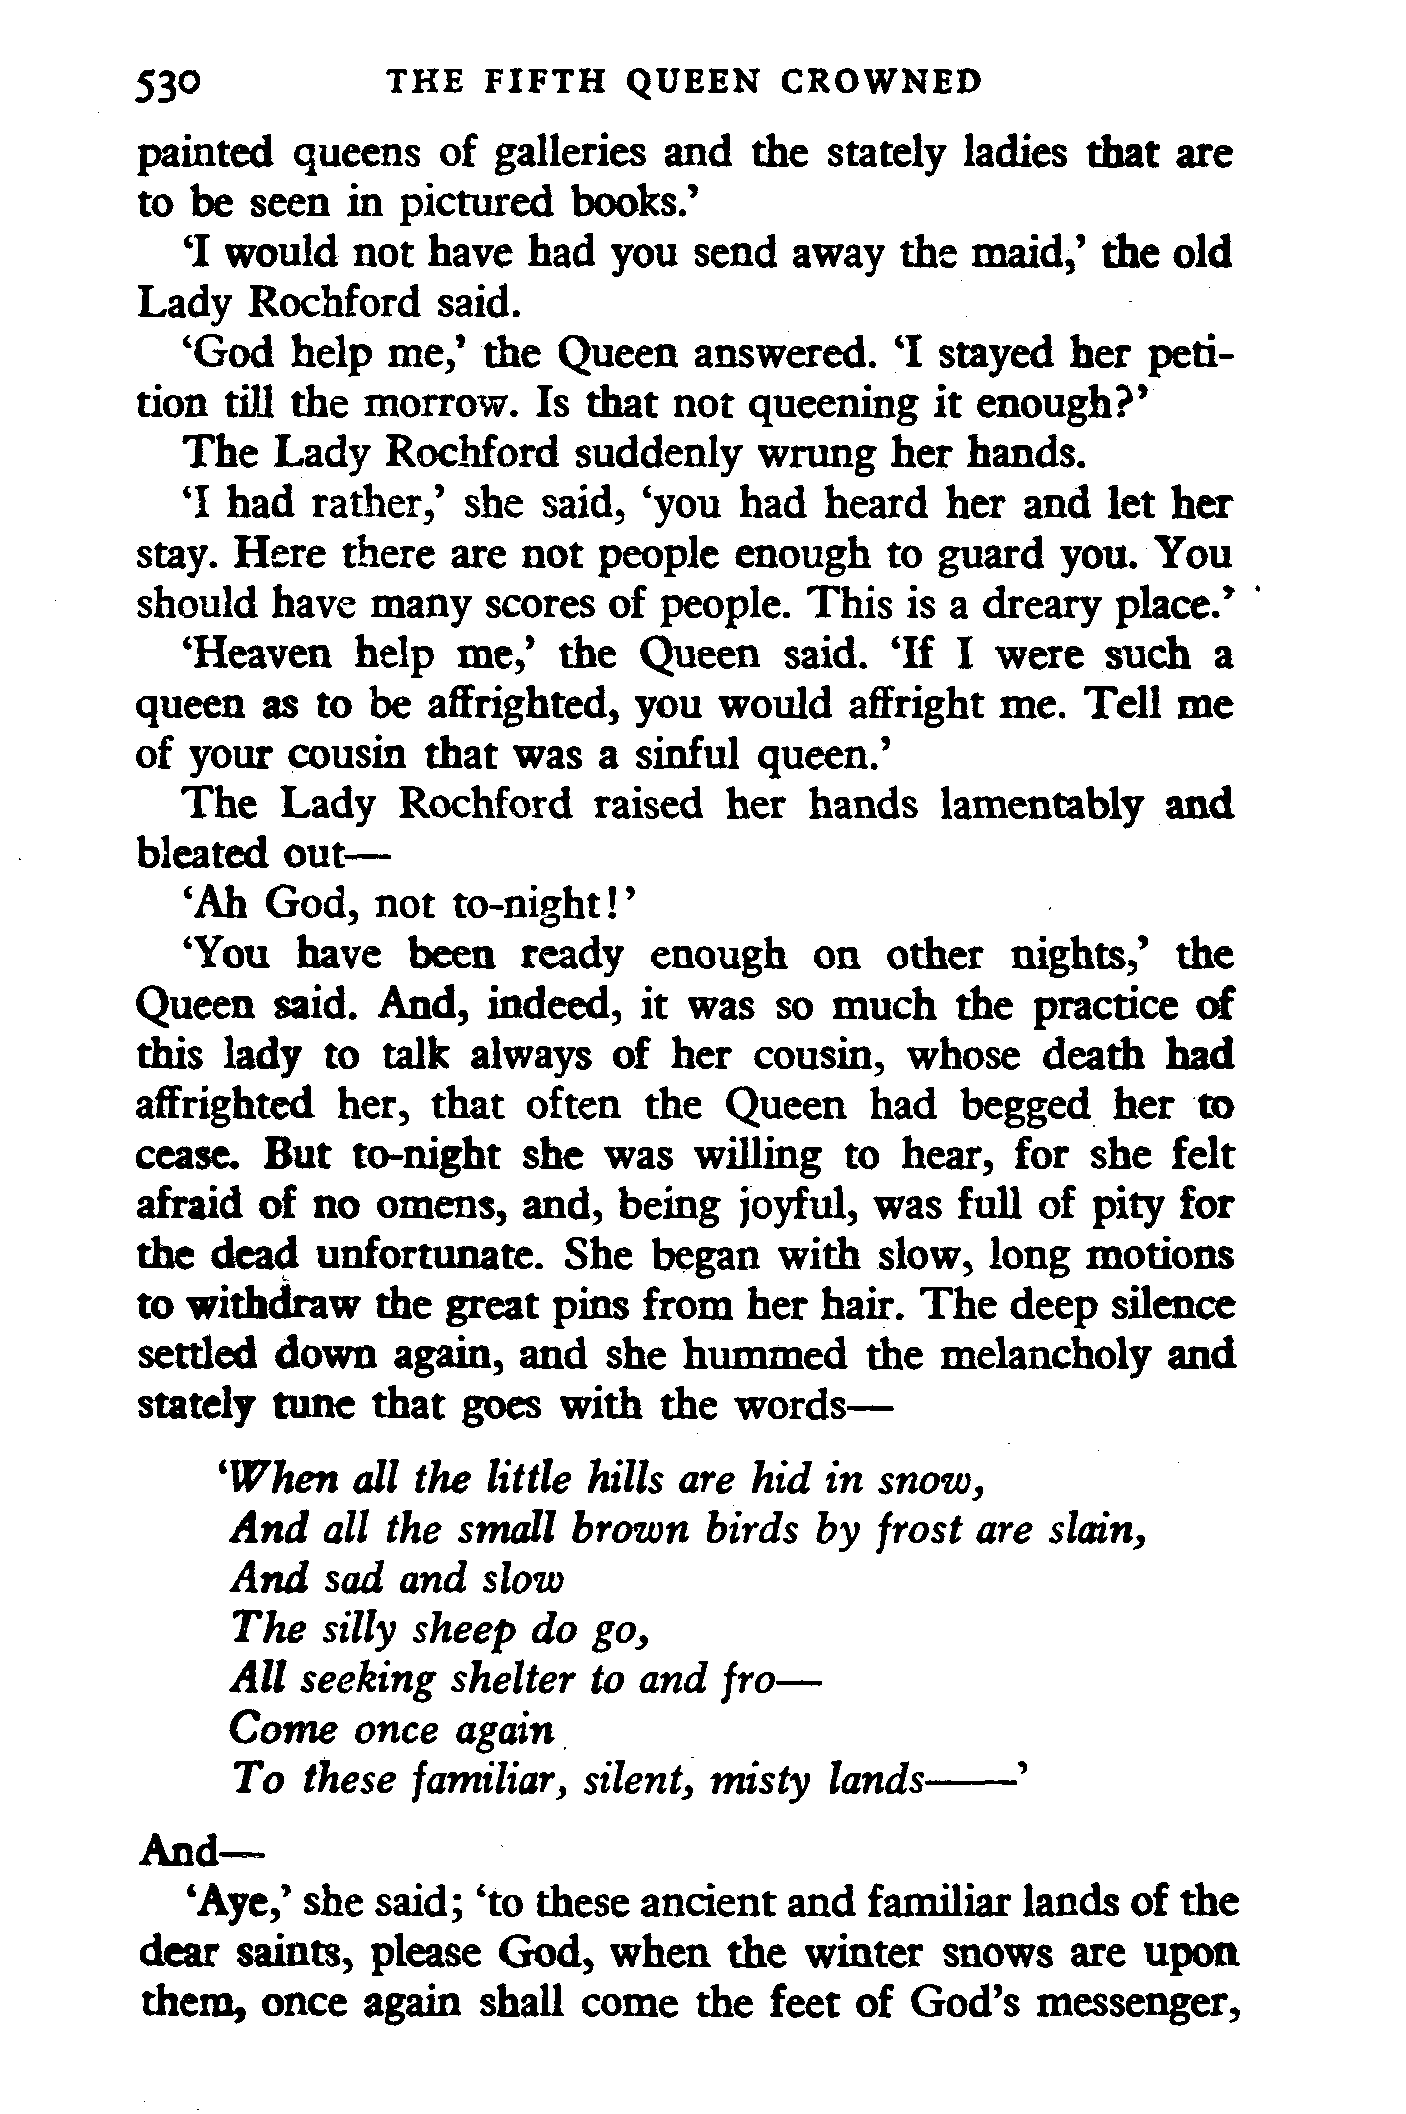 530 THE FIFTH QUEEN CROWNED
painted queens of galleries and the stately ladies that are
to be seen in pictured books.’
‘I would not have had you send away the maid,’ the old
Lady Rochford said.
‘God help me,’ the Queen answered. ‘I stayed her peti-
tion till the morrow. Is that not queening it enough?’
The Lady Rochford suddenly wrung her hands.
‘I had rather,’ she said, ‘you had heard her and let her
stay. Here there are not people enough to guard you. You
should have many scores of people. This is a dreary place.’
‘Heaven help me,’ the Queen said. ‘If I were such a
queen as to be affrighted, you would affright me. Tell me
of your cousin that was a sinful queen.’
The Lady Rochford raised her hands lamentably and
bleated out—
‘Ah God, not to-night!’
‘You have been ready enough on other nights,’ the
Queen said. And, indeed, it was so much the practice of
this lady to talk always of her cousin, whose death had
affrighted her, that often the Queen had begged her to
cease. But to-night she was willing to hear, for she felt
afraid of no omens, and, being joyful, was full of pity for
the dead unfortunate. She began with slow, long motions
to withdraw the great pins from her hair. The deep silence
settled down again, and she hummed the melancholy and
stately tune that goes with the words—
‘When all the little hills are hid in snow,
And all the small brown birds by frost are slain,
And sad and slow
The silly sheep do go,
All seeking shelter to and fro—
Come once again
To these familiar, silent, misty lands——’
And—
‘Aye,’ she said; ‘to these ancient and familiar lands of the
dear saints, please God, when the winter snows are upon
them, once again shall come the feet of God’s messenger,